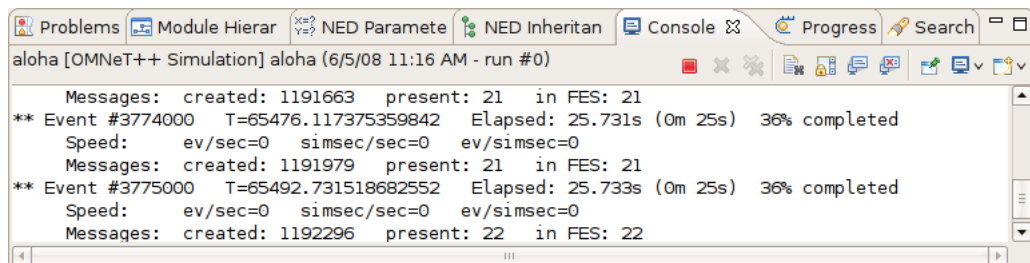 Problems Module Hierar NED Paramete NED Inheritan Console Progress Search
aloha [OMNeT++ Simulation] aloha (6/5/08 11:16 AM - run #0)
Messages: created: 1191663 present: 21 in FES: 21
** Event #3774000 T=65476.117375359842 Elapsed: 25.731s (0m 25s) 36% completed
Speed: ev/sec=0 simsec/sec=0 ev/simsec=0
Messages: created: 1191979 present: 21 in FES: 21
** Event #3775000 T=65492.731518682552 Elapsed: 25.733s (0m 25s) 36% completed
Speed: ev/sec=0 simsec/sec=0 ev/simsec=0
Messages: created: 1192296 present: 22 in FES: 22